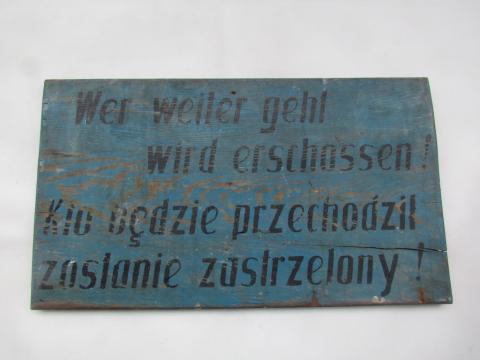 Wer weiter geht
wird erschossen!
Kto będzie przechodził
zostanie zastrzelony!